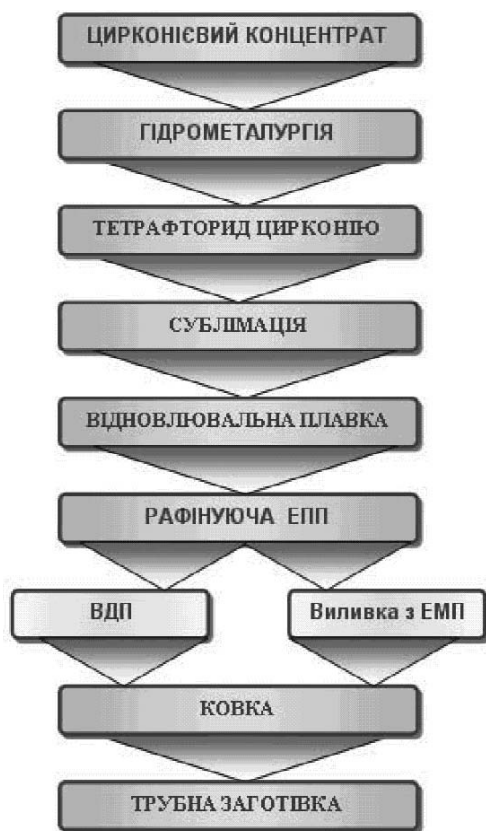 ЦИРКОНІЄВИЙ КОНЦЕНТРАТ
ГІДРОМЕТАЛУРГІЯ
ТЕТРАФТОРИД ЦИРКОНІЮ
СУБЛІМАЦІЯ
ВІДНОВЛЮВАЛЬНА ПЛАВКА
РАФІНУЮЧА ЕПП
ВДП
Виливка з ЕМП
КОВКА
ТРУБНА ЗАГОТІВКА